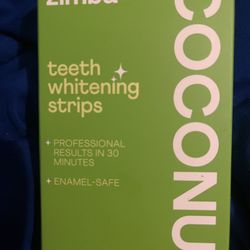 zimba
teeth
whitening
strips
PROFESSIONAL
RESULTS IN 30
MINUTES
ENAMEL-SAFE
COCONU